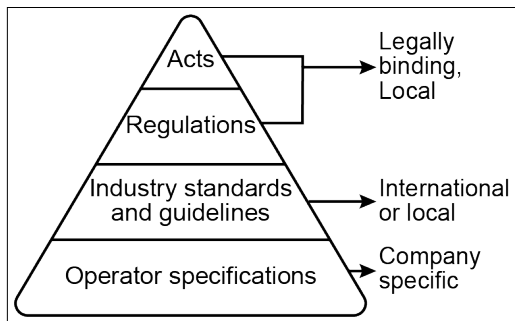 Acts
Regulations
Industry standards
and guidelines
Operator specifications
Legally
binding,
Local
International
or local
Company
specific